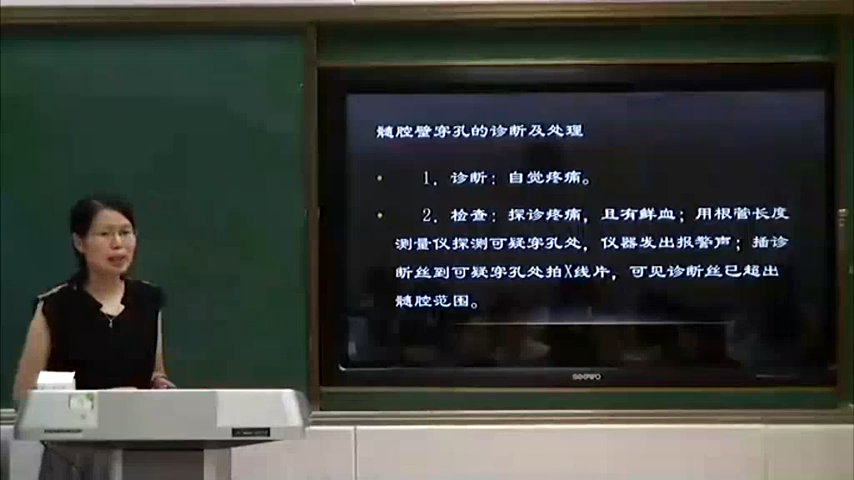 髓腔壁穿孔的诊断及处理
• 1．诊断：自觉疼痛。
• 2．检查：探诊疼痛，且有鲜血；用根管长度
测量仪探测可疑穿孔处，仪器发出报警声；插诊
断丝到可疑穿孔处拍X线片，可见诊断丝已超出
髓腔范围。